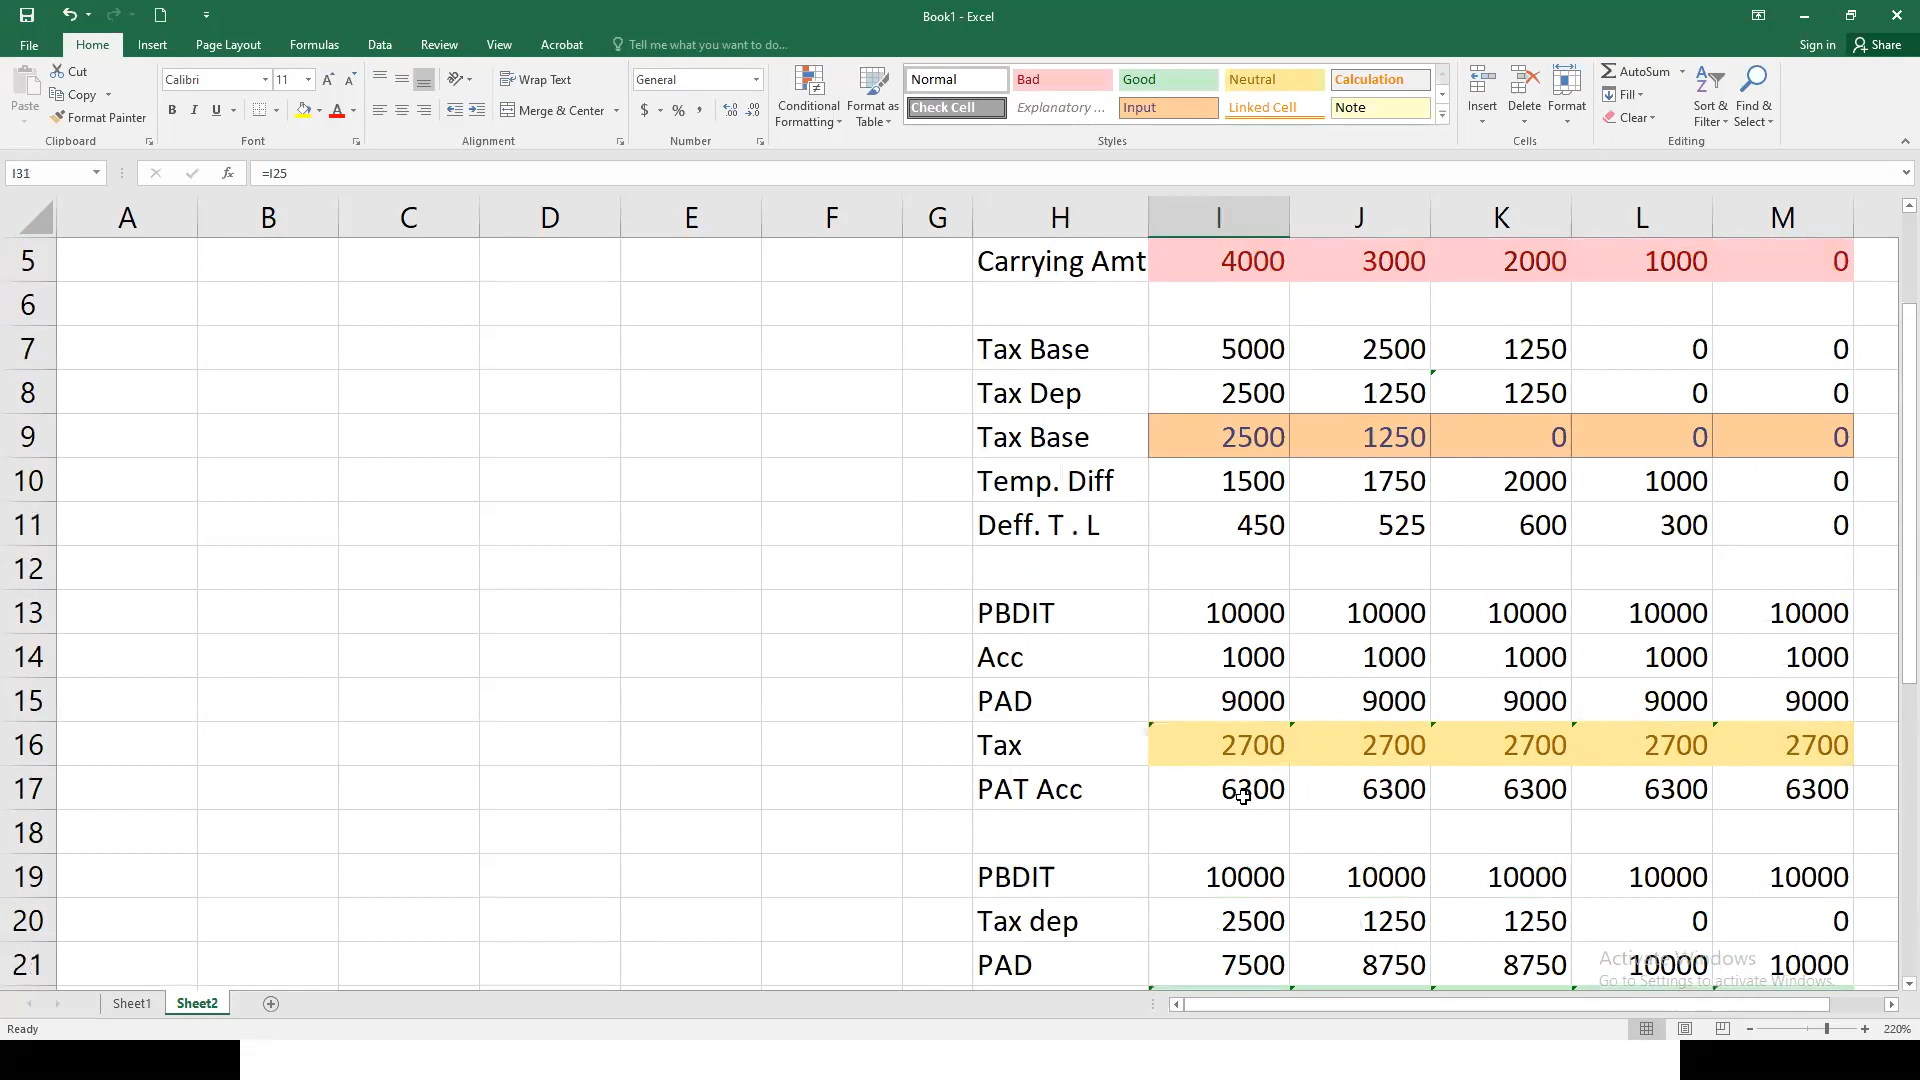 Book1 - Excel
File Home Insert Page Layout Formulas Data Review View Acrobat Tell me what you want to do... Sign in Share
Paste
Cut
Copy
Format Painter
Clipboard
Calibri 11
B I U
Font
Wrap Text
Merge & Center
Alignment
General
$ % ,
Number
Conditional Formatting
Format as Table
Normal Bad Good Neutral Calculation
Check Cell Explanatory ... Input Linked Cell Note
Styles
Insert Delete Format
Cells
AutoSum
Fill
Clear
Sort & Filter
Find & Select
Editing
I31 fx =I25
A B C D E F G H I J K L M
5 Carrying Amt 4000 3000 2000 1000 0
6
7 Tax Base 5000 2500 1250 0 0
8 Tax Dep 2500 1250 1250 0 0
9 Tax Base 2500 1250 0 0 0
10 Temp. Diff 1500 1750 2000 1000 0
11 Deff. T . L 450 525 600 300 0
12
13 PBDIT 10000 10000 10000 10000 10000
14 Acc 1000 1000 1000 1000 1000
15 PAD 9000 9000 9000 9000 9000
16 Tax 2700 2700 2700 2700 2700
17 PAT Acc 6300 6300 6300 6300 6300
18
19 PBDIT 10000 10000 10000 10000 10000
20 Tax dep 2500 1250 1250 0 0
21 PAD 7500 8750 8750 10000 10000
Activate Windows
Go to Settings to activate Windows.
Sheet1 Sheet2
Ready 220%